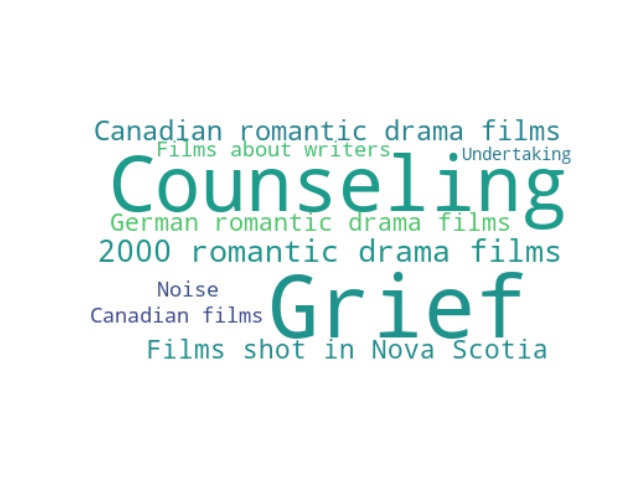 Canadian romantic drama films
Films about writers
Undertaking
Counseling
German romantic drama films
2000 romantic drama films
Noise
Grief
Canadian films
Films shot in Nova Scotia